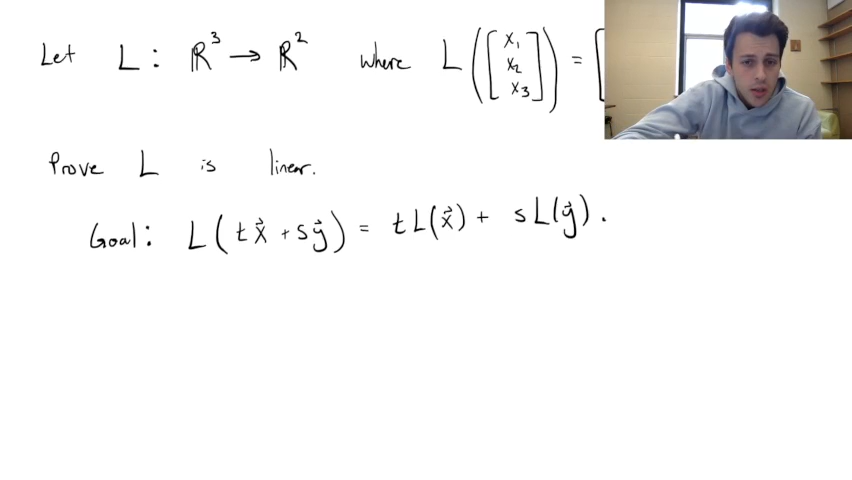 Let L : ℝ³ → ℝ² where L([x₁ x₂ x₃]) = [
Prove L is linear.
Goal: L(tx⃗ + sy⃗) = tL(x⃗) + sL(y⃗).